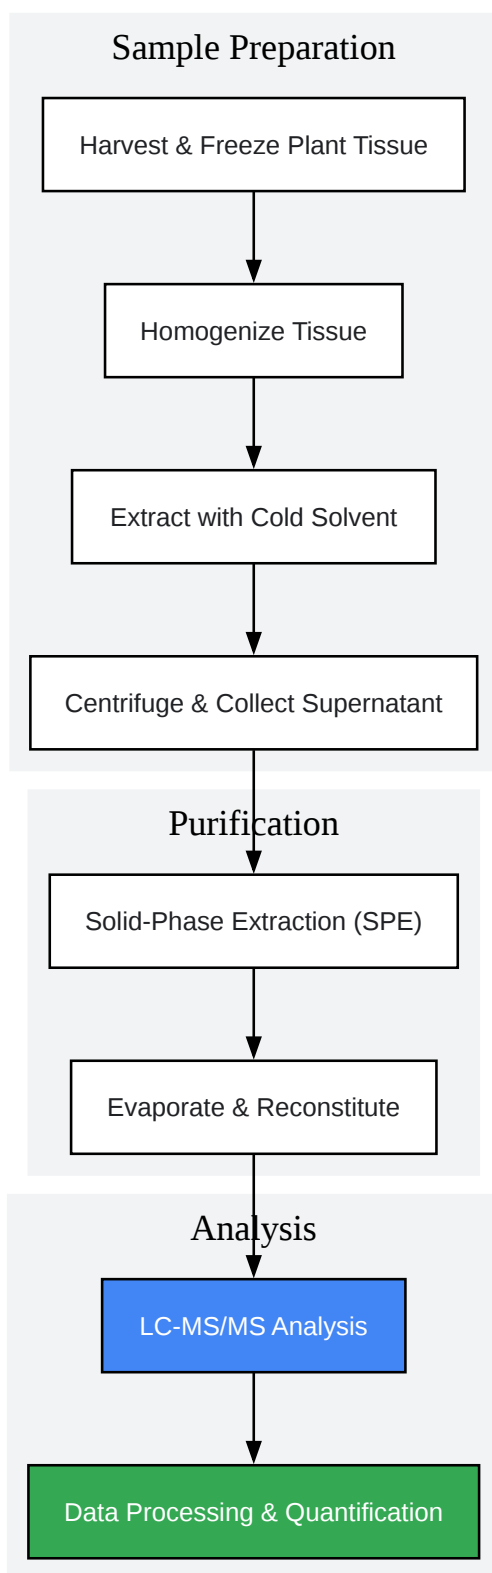 Sample Preparation
Harvest & Freeze Plant Tissue
Homogenize Tissue
Extract with Cold Solvent
Centrifuge & Collect Supernatant
Purification
Solid-Phase Extraction (SPE)
Evaporate & Reconstitute
Analysis
LC-MS/MS Analysis
Data Processing & Quantification